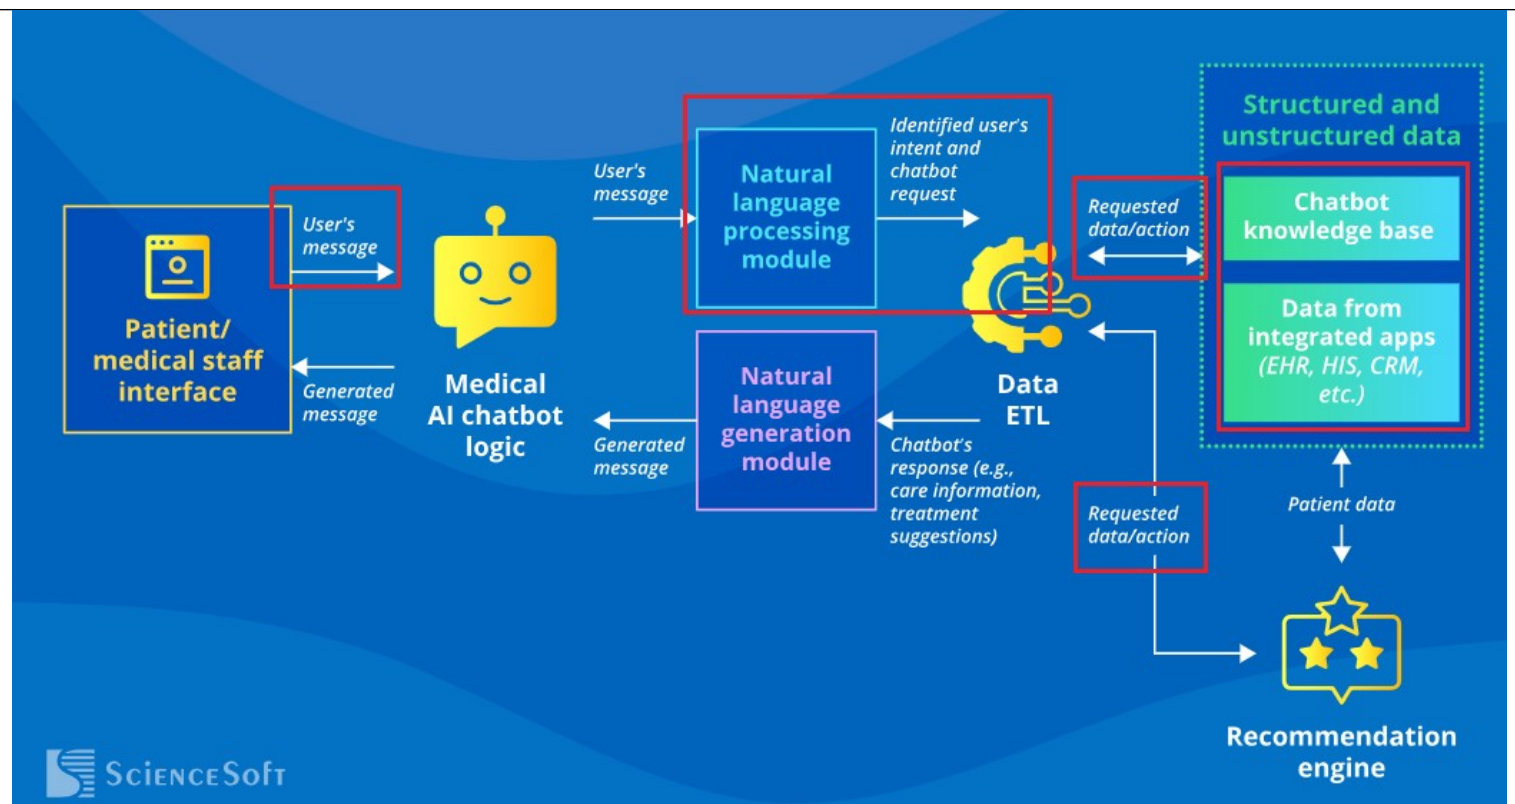 User's
message
Patient/
medical staff
interface
Generated
message
Medical
AI chatbot
logic
User's
message
Natural
language
processing
module
Identified user's
intent and
chatbot
request
Generated
message
Natural
language
generation
module
Chatbot's
response (e.g.,
care information,
treatment
suggestions)
Data
ETL
Requested
data/action
Requested
data/action
Structured and
unstructured data
Chatbot
knowledge base
Data from
integrated apps
(EHR, HIS, CRM,
etc.)
Patient data
Recommendation
engine
ScienceSoft